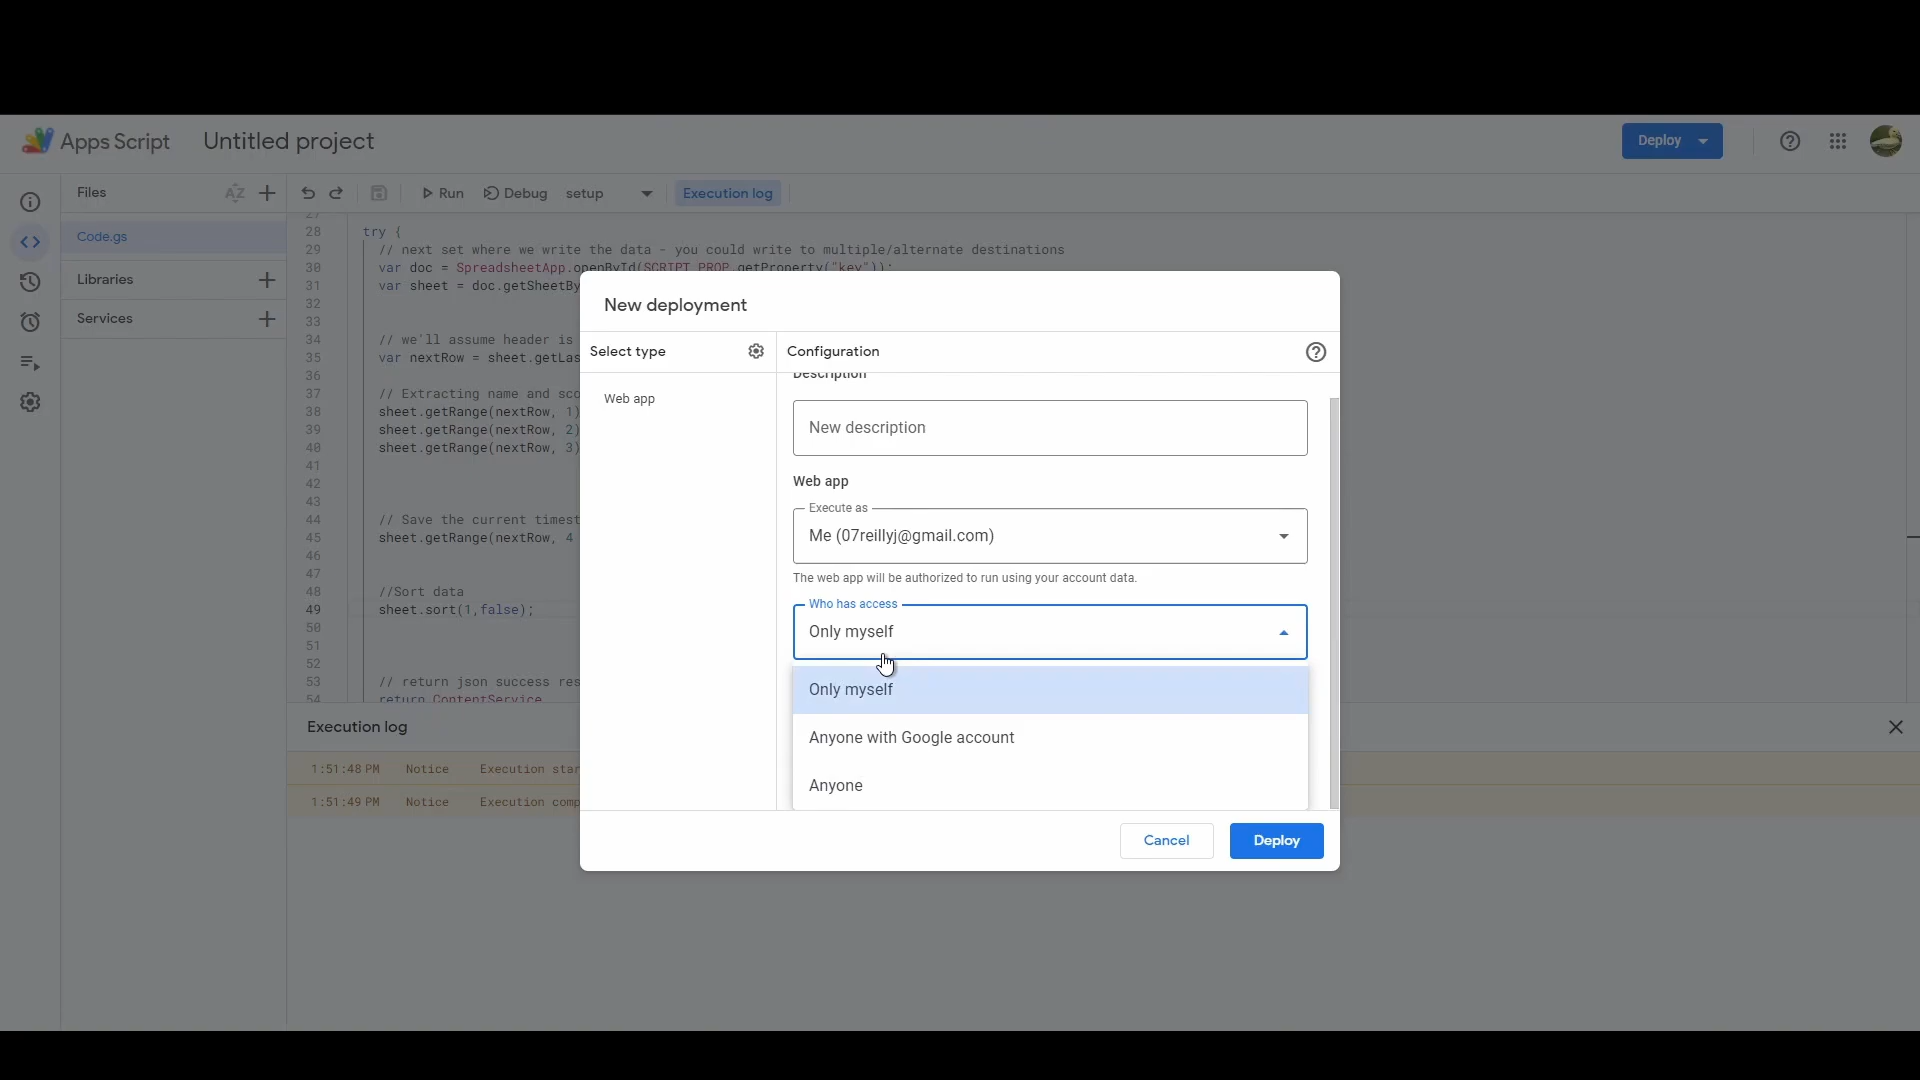 Apps Script
Untitled project
Deploy
Files
Code.gs
Libraries
Services
Run
Debug
setup
Execution log
27
28 try {
29 // next set where we write the data - you could write to multiple/alternate destinations
30 var doc = SpreadsheetApp.openById(SCRIPT_PROP.getProperty("key"));
31 var sheet = doc.getSheetBy
32
33
34 // we'll assume header is
35 var nextRow = sheet.getLas
36
37 // Extracting name and sco
38 sheet.getRange(nextRow, 1)
39 sheet.getRange(nextRow, 2)
40 sheet.getRange(nextRow, 3)
41
42
43
44 // Save the current timest
45 sheet.getRange(nextRow, 4
46
47
48 //Sort data
49 sheet.sort(1,false);
50
51
52
53 // return json success res
54 return ContentService
Execution log
1:51:48 PM Notice Execution star
1:51:49 PM Notice Execution comp
New deployment
Select type
Web app
Configuration
Description
New description
Web app
Execute as
Me (07reillyj@gmail.com)
The web app will be authorized to run using your account data.
Who has access
Only myself
Only myself
Anyone with Google account
Anyone
Cancel
Deploy